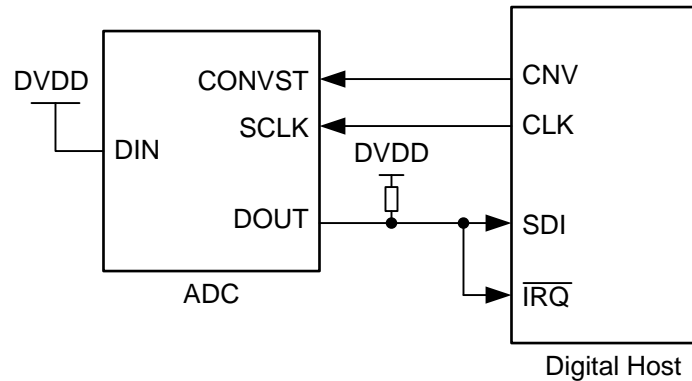 DVDD
CONVST
CNV
SCLK
CLK
DIN
DVDD
DOUT
SDI
IRQ
ADC
Digital Host